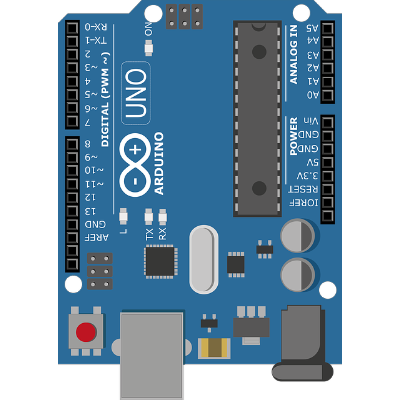 RX-0
TX-1
2
~3
4
~5
~6
7
8
~9
~10
~11
12
13
GND
AREF
DIGITAL (PWM ~)
ON
UNO
ARDUINO
L
TX
RX
ANALOG IN
A5
A4
A3
A2
A1
A0
POWER
Vin
GND
GND
5V
3.3V
RESET
IOREF